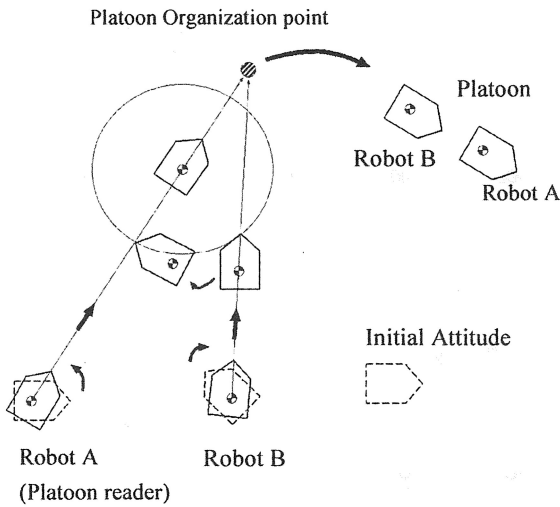 Platoon Organization point
Platoon
Robot B
Robot A
Initial Attitude
Robot A
Robot B
(Platoon reader)